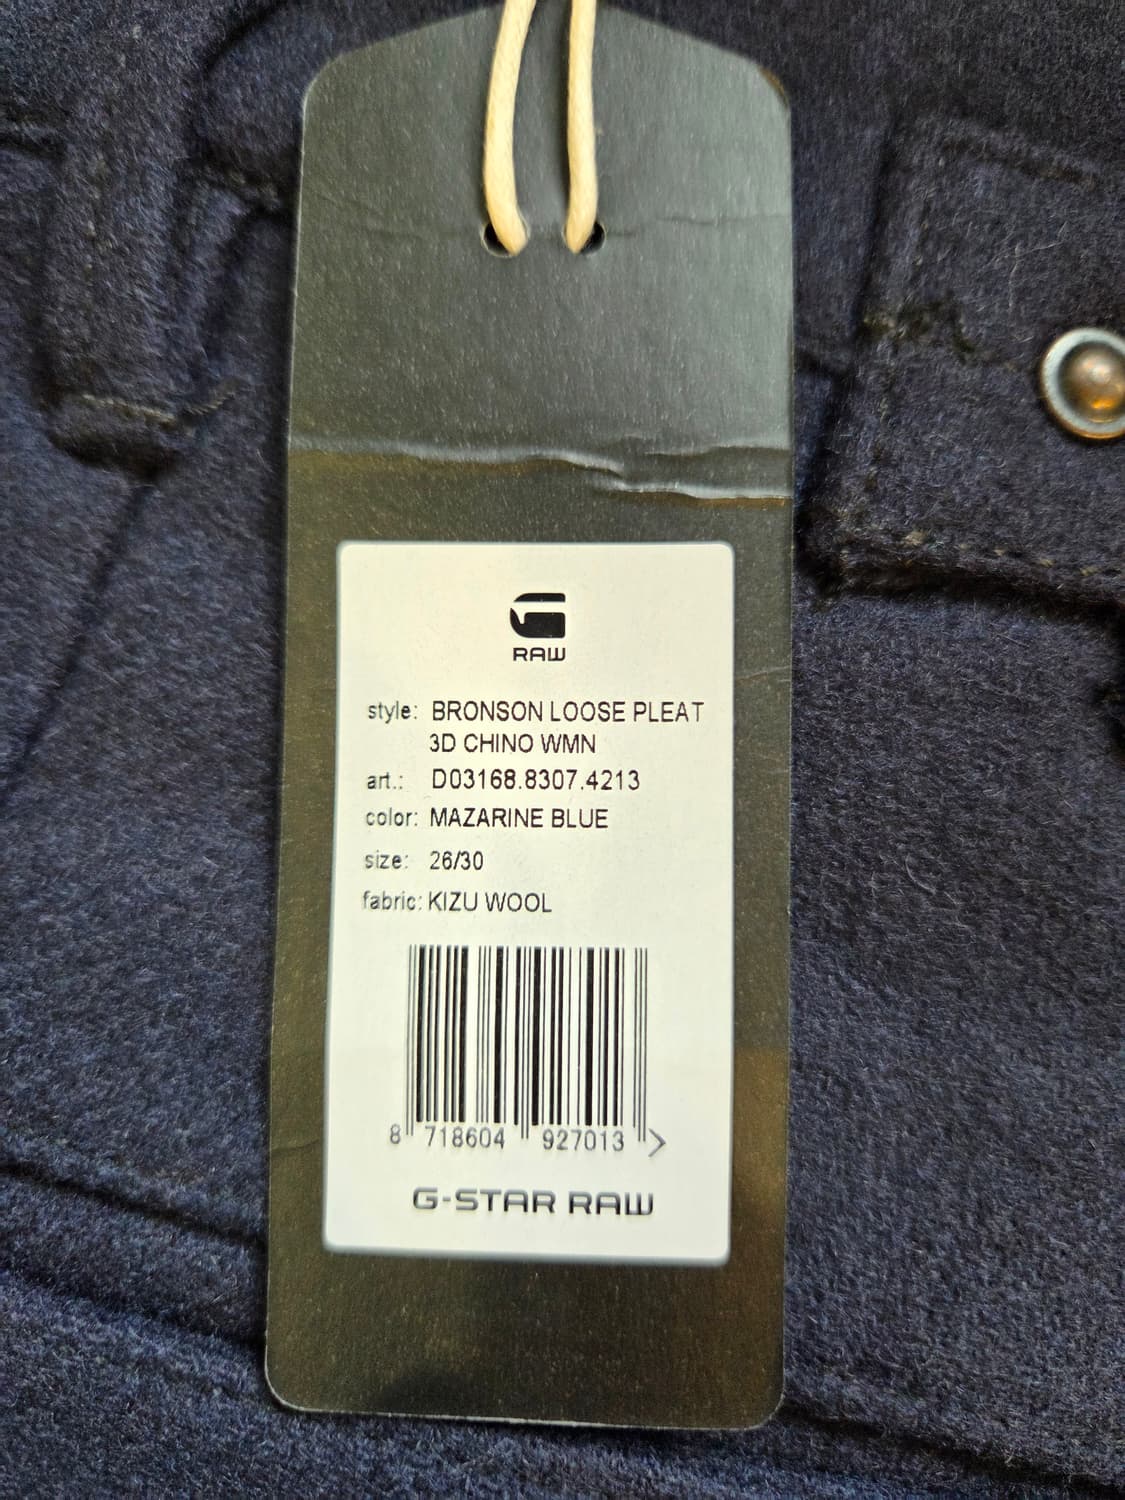 RAW
style: BRONSON LOOSE PLEAT
3D CHINO WMN
art.: D03168.8307.4213
color: MAZARINE BLUE
size: 26/30
fabric: KIZU WOOL
8 718604 927013 >
G-STAR RAW